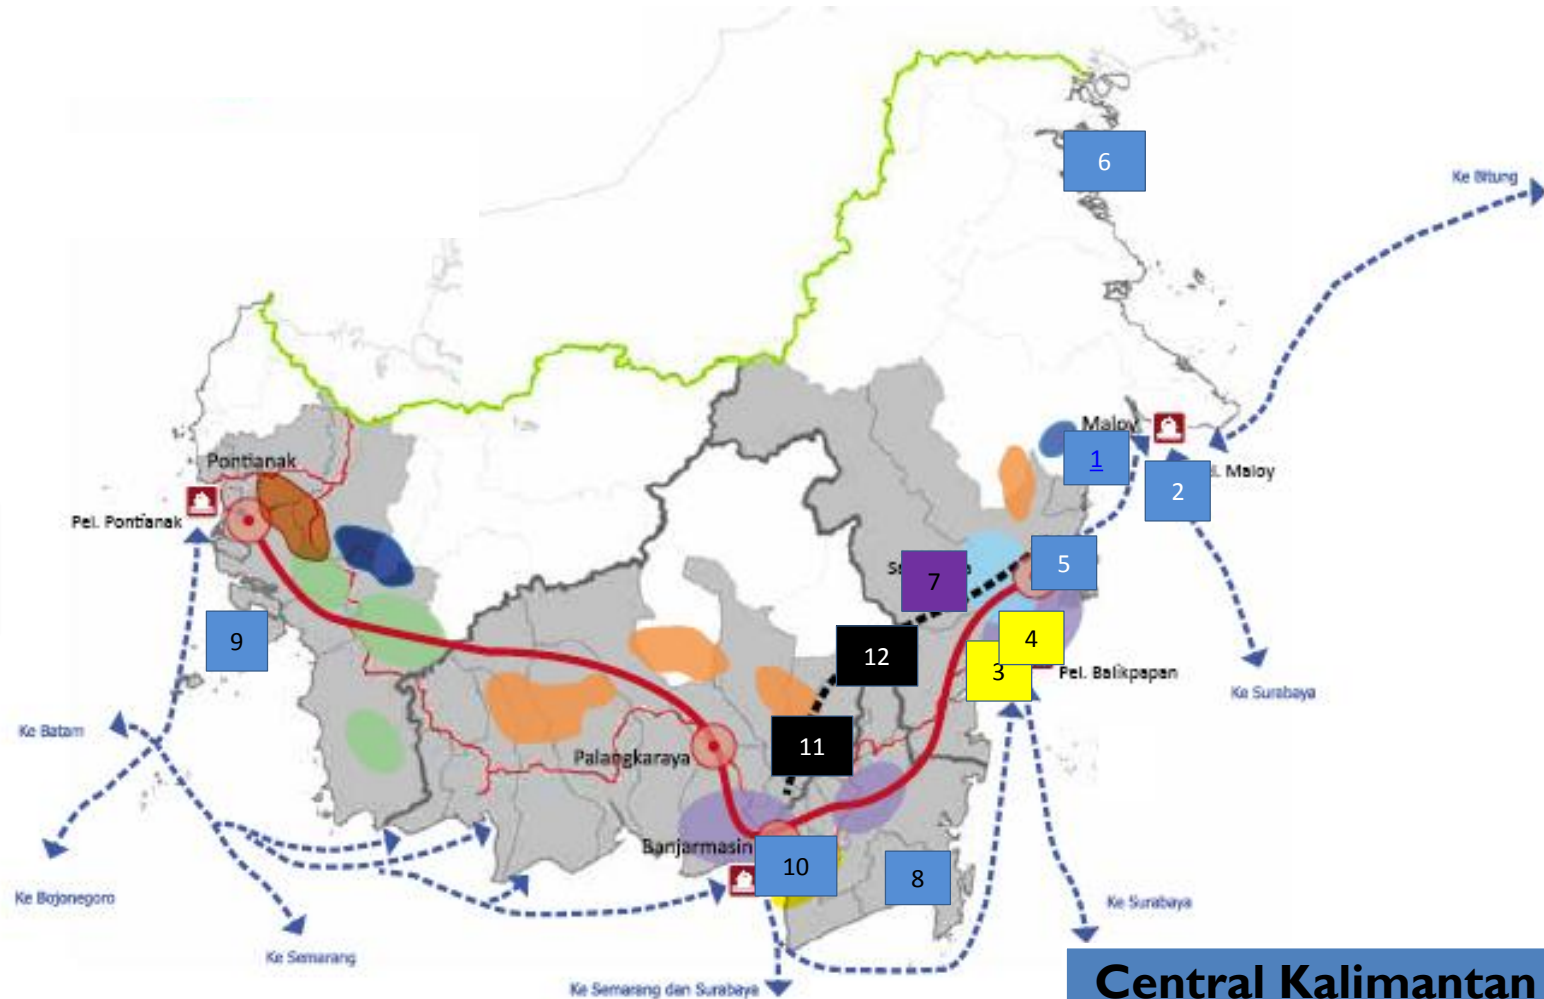 6
Ke Bitung
Maloy
1
2
Pontianak
Pel. Pontianak
l. Maloy
5
7
9
12
4
3
Pel. Balikpapan
Ke Surabaya
Ke Batam
11
Palangkaraya
Banjarmasin
10
8
Ke Bojonegoro
Ke Surabaya
Ke Semarang
Ke Semarang dan Surabaya
Central Kalimantan